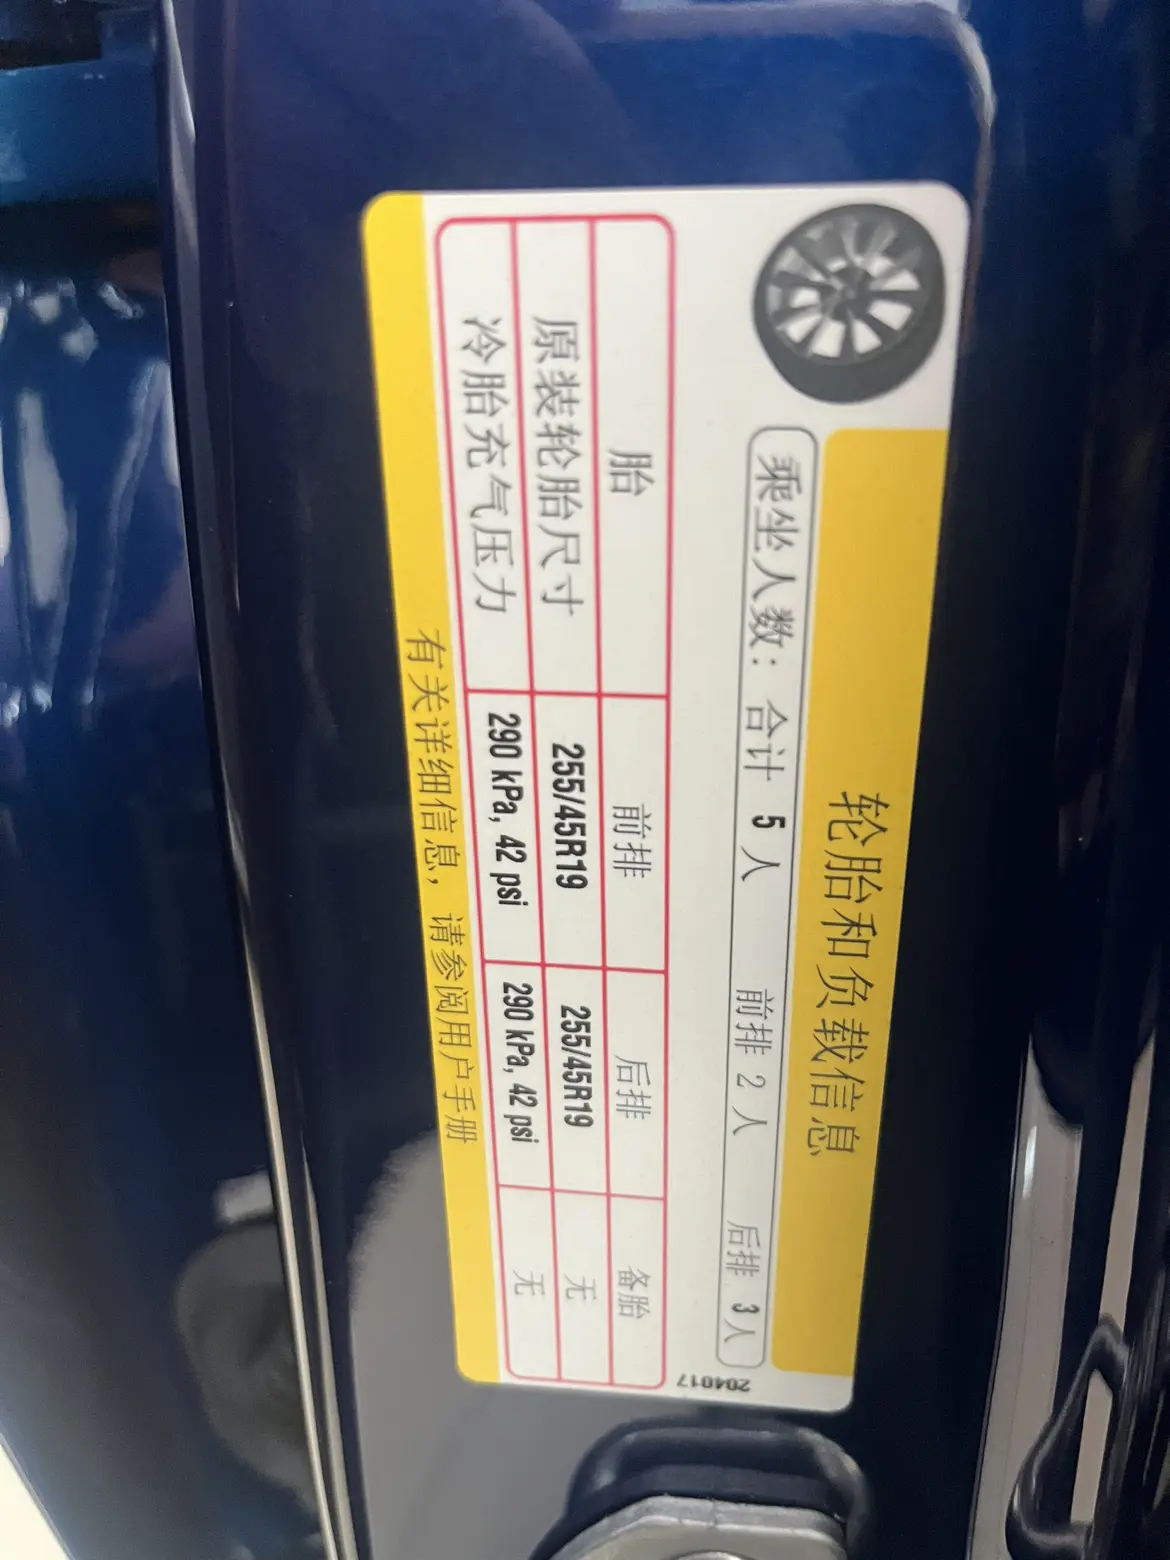 轮胎和负载信息
乘坐人数： 合计 5 人 前排 2 人 后排 3 人
204017
胎 前排 后排 备胎
原装轮胎尺寸 255/45R19 255/45R19 无
冷胎充气压力 290 kPa, 42 psi 290 kPa, 42 psi 无
有关详细信息，请参阅用户手册